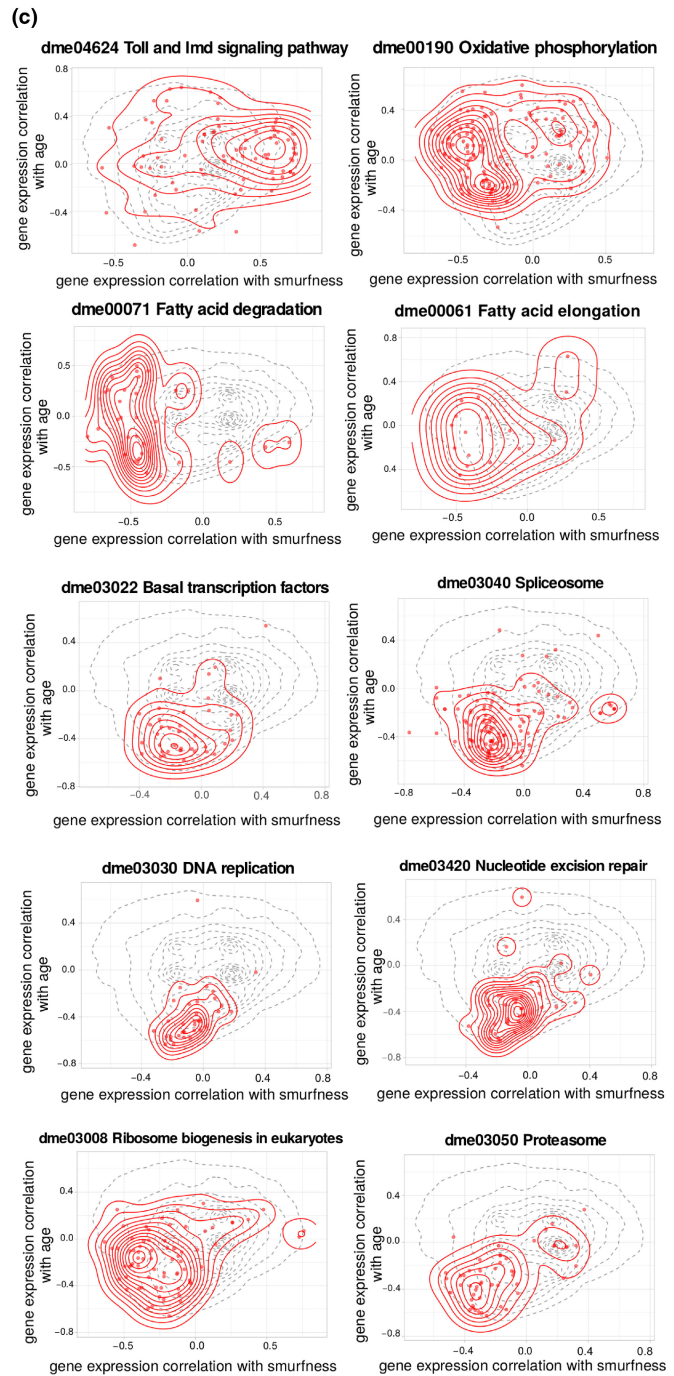 (c)
dme04624 Toll and Imd signaling pathway
gene expression correlation
with age
0.8
0.4
0.0
−0.4
−0.5
0.0
0.5
gene expression correlation with smurfness
dme00190 Oxidative phosphorylation
gene expression correlation
with age
0.4
0.0
−0.4
−0.5
0.0
0.5
gene expression correlation with smurfness
dme00071 Fatty acid degradation
gene expression correlation
with age
0.5
0.0
−0.5
−0.5
0.0
0.5
gene expression correlation with smurfness
dme00061 Fatty acid elongation
gene expression correlation
with age
0.8
0.4
0.0
0.4
−0.5
0.0
0.5
gene expression correlation with smurfness
dme03022 Basal transcription factors
gene expression correlation
with age
0.4
0.0
−0.4
−0.8
−0.4
0.0
0.4
0.8
gene expression correlation with smurfness
dme03040 Spliceosome
gene expression correlation
with age
0.4
0.0
−0.4
−0.8
−0.4
0.0
0.4
0.8
gene expression correlation with smurfness
dme03030 DNA replication
gene expression correlation
with age
0.4
0.0
−0.4
−0.8
−0.4
0.0
0.4
0.8
gene expression correlation with smurfness
dme03420 Nucleotide excision repair
gene expression correlation
with age
0.4
0.0
−0.4
−0.8
−0.4
0.0
0.4
0.8
gene expression correlation with smurfness
dme03008 Ribosome biogenesis in eukaryotes
gene expression correlation
with age
0.4
0.0
−0.4
−0.8
−0.5
0.0
0.5
gene expression correlation with smurfness
dme03050 Proteasome
gene expression correlation
with age
0.4
0.0
−0.4
−0.8
−0.4
0.0
0.4
0.8
gene expression correlation with smurfness